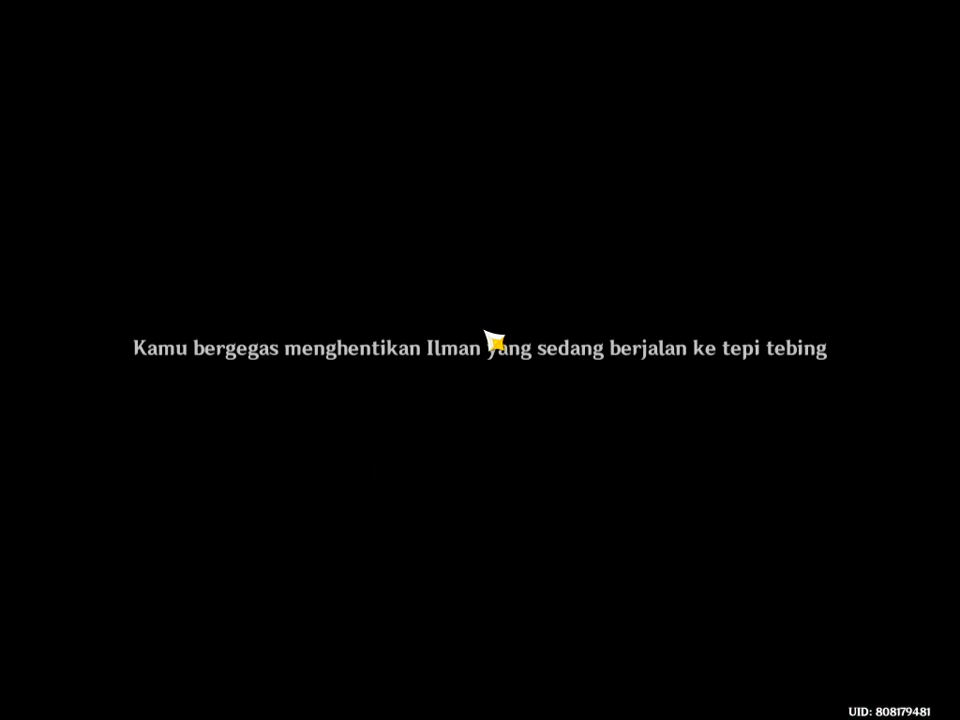 Kamu bergegas menghentikan Ilman yang sedang berjalan ke tepi tebing
UID: 808179481